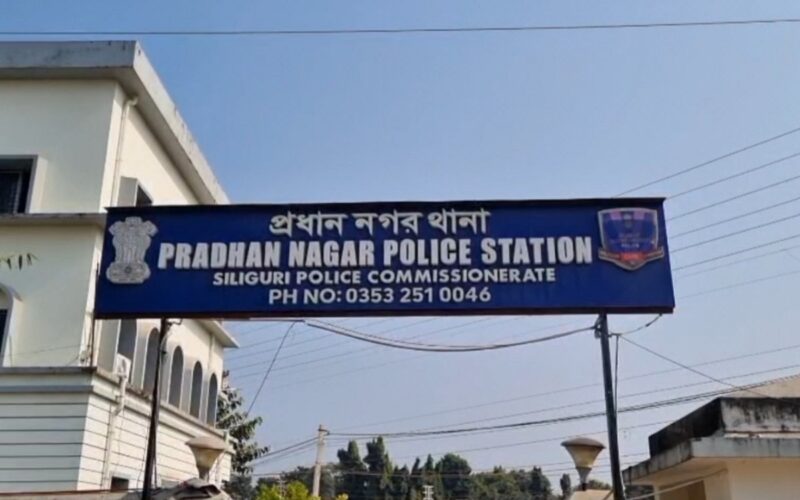 প্রধান নগর থানা
PRADHAN NAGAR POLICE STATION
SILIGURI POLICE COMMISSIONERATE
PH NO: 0353 251 0046